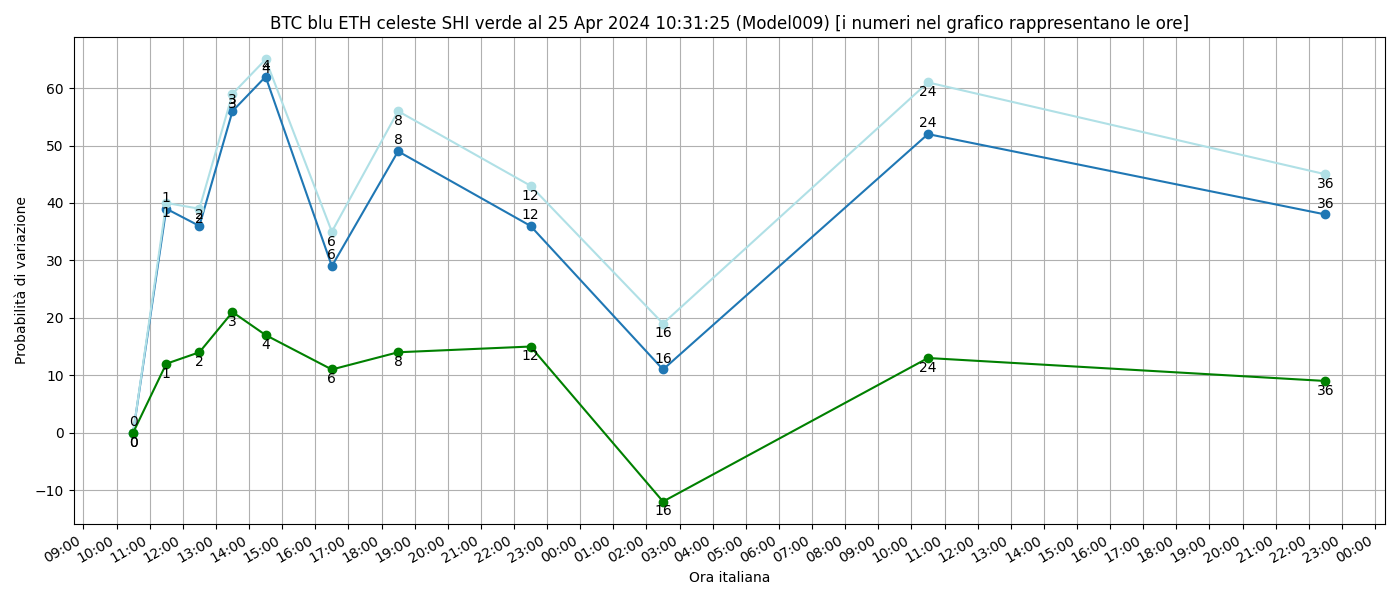 BTC blu ETH celeste SHI verde al 25 Apr 2024 10:31:25 (Model009) [i numeri nel grafico rappresentano le ore]
Probabilità di variazione
60
50
40
30
20
10
0
−10
0 1 2 3 4 6 8 12 16 24 36
0 1 2 3 4 6 8 12 16 24 36
0 1 2 3 4 6 8 12 16 24 36
09:00 10:00 11:00 12:00 13:00 14:00 15:00 16:00 17:00 18:00 19:00 20:00 21:00 22:00 23:00 00:00 01:00 02:00 03:00 04:00 05:00 06:00 07:00 08:00 09:00 10:00 11:00 12:00 13:00 14:00 15:00 16:00 17:00 18:00 19:00 20:00 21:00 22:00 23:00 00:00
Ora italiana